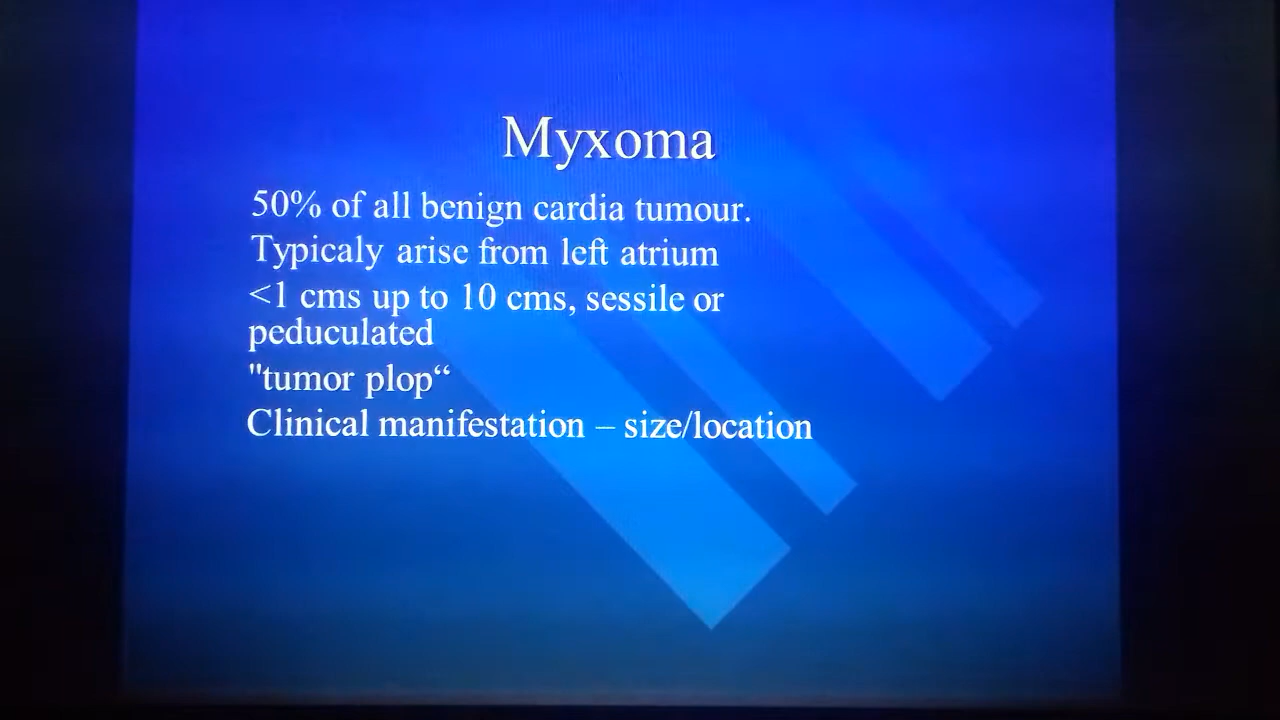 Myxoma
50% of all benign cardia tumour.
Typicaly arise from left atrium
<1 cms up to 10 cms, sessile or
peduculated
"tumor plop“
Clinical manifestation – size/location